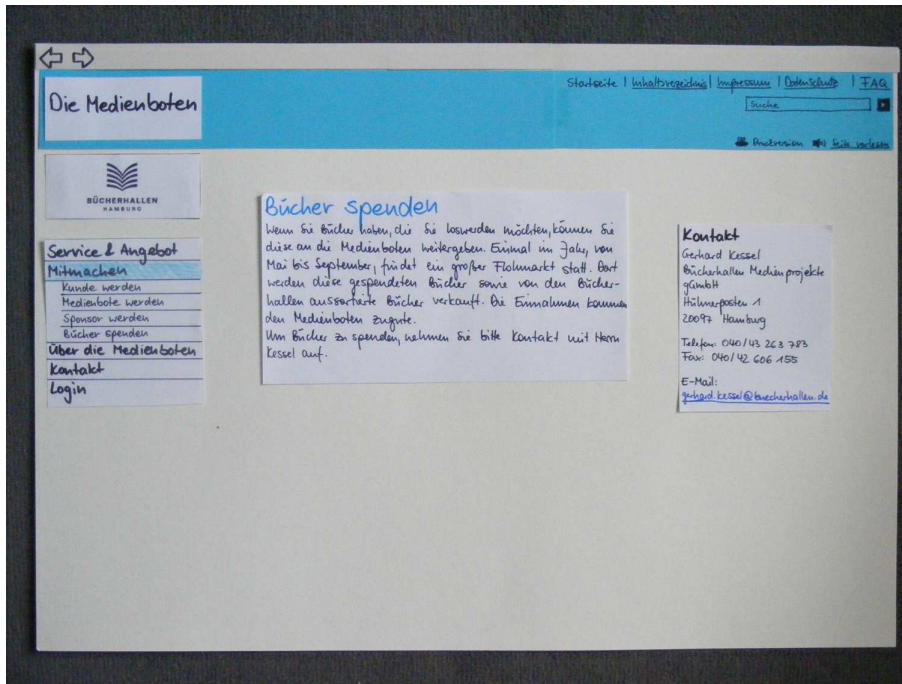 Die Medienboten
Startseite | Inhaltsverzeichnis | Impressum | Datenschutz | FAQ
Suche
Druckversion Seite vorlesen
BÜCHERHALLEN
HAMBURG
Service & Angebot
Mitmachen
Kunde werden
Medienbote werden
Sponsor werden
Bücher spenden
Über die Medienboten
Kontakt
Login
Bücher spenden
Wenn Sie Bücher haben, die Sie loswerden möchten, können Sie
diese an die Medienboten weitergeben. Einmal im Jahr, von
Mai bis September, findet ein großer Flohmarkt statt. Dort
werden diese gespendeten Bücher sowie von den Bücher-
hallen aussortierte Bücher verkauft. Die Einnahmen kommen
den Medienboten zugute.
Um Bücher zu spenden, nehmen Sie bitte Kontakt mit Herrn
Kessel auf.
Kontakt
Gerhard Kessel
Bücherhallen Medienprojekte
gGmbH
Hühnerposten 1
20097 Hamburg
Telefon: 040/43 263 783
Fax: 040/42 606 155
E-Mail:
gerhard.kessel@buecherhallen.de